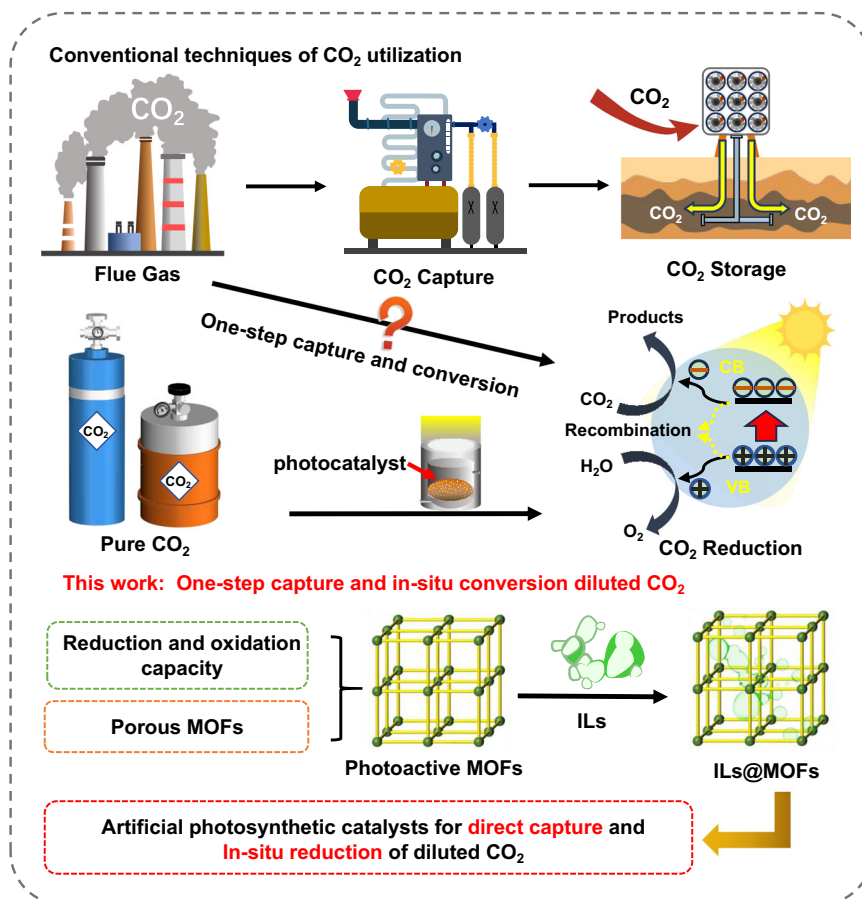 Conventional techniques of CO₂ utilization
CO₂
Flue Gas
CO₂ Capture
CO₂
CO₂
CO₂
CO₂ Storage
?
One-step capture and conversion
CO₂
CO₂
Pure CO₂
photocatalyst
Products
CB
CO₂
Recombination
H₂O
VB
O₂
CO₂ Reduction
This work: One-step capture and in-situ conversion diluted CO₂
Reduction and oxidation
capacity
Porous MOFs
Photoactive MOFs
ILs
ILs@MOFs
Artificial photosynthetic catalysts for direct capture and
In-situ reduction of diluted CO₂